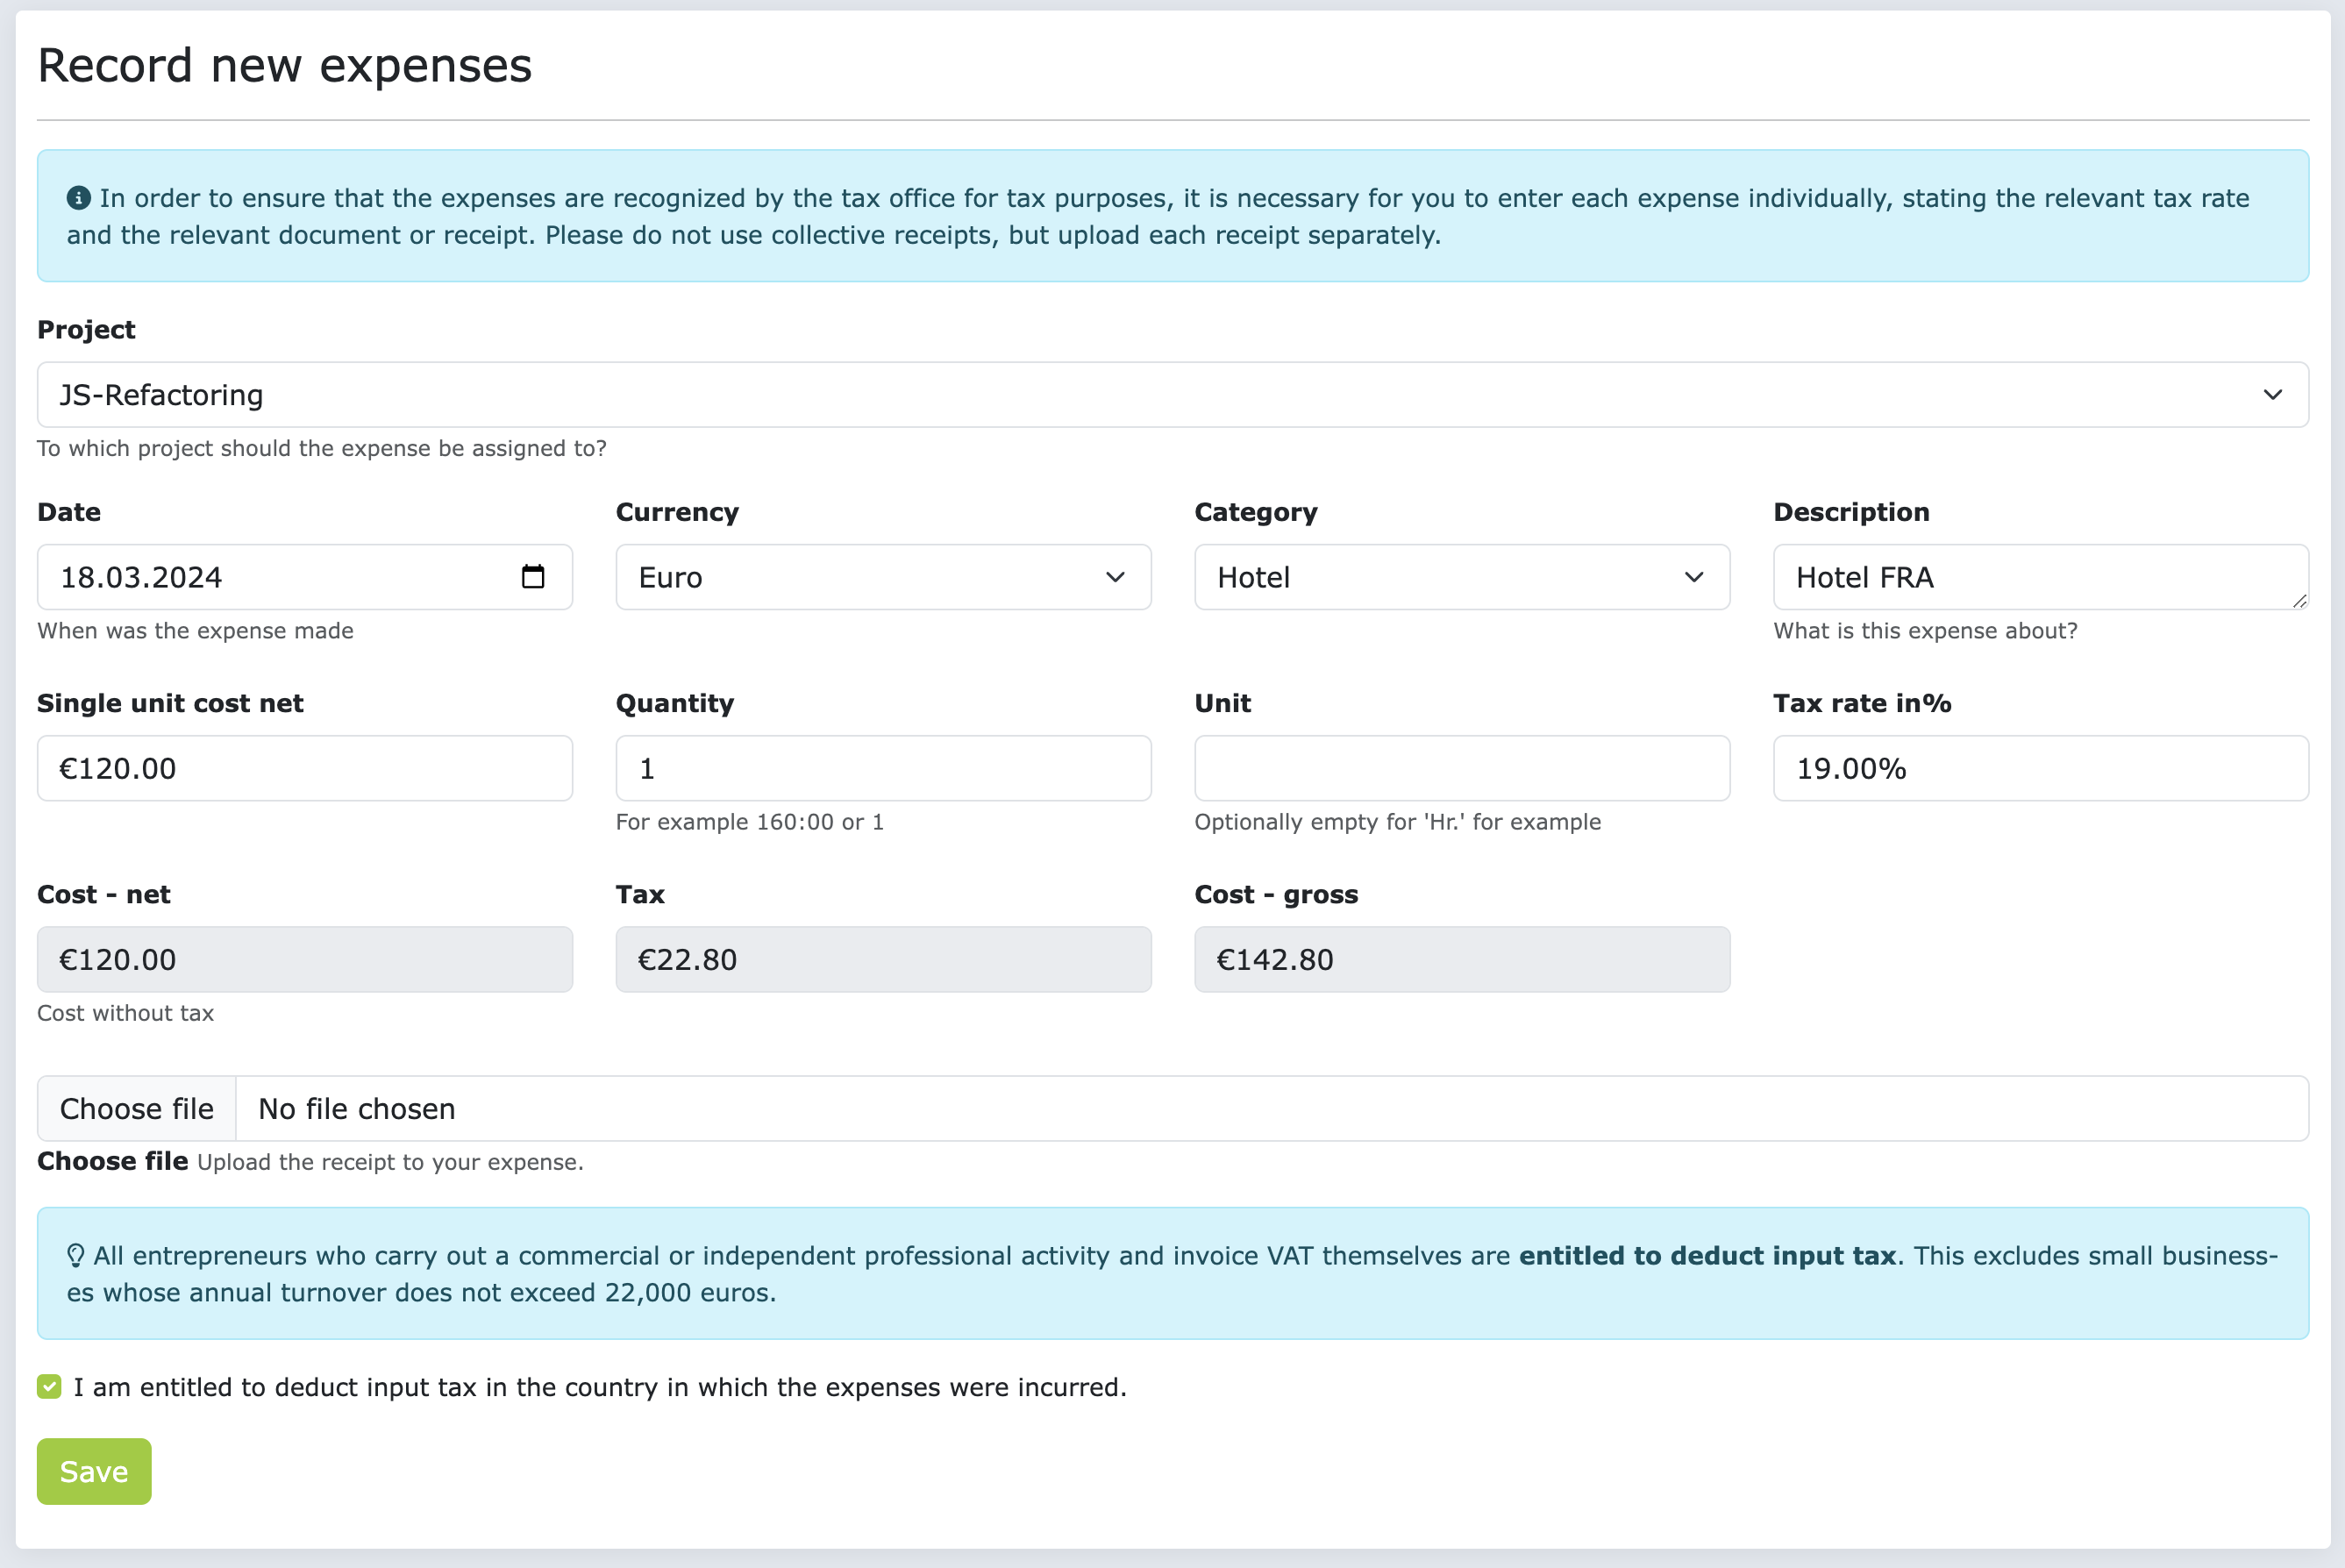 Record new expenses
In order to ensure that the expenses are recognized by the tax office for tax purposes, it is necessary for you to enter each expense individually, stating the relevant tax rate
and the relevant document or receipt. Please do not use collective receipts, but upload each receipt separately.
Project
JS-Refactoring
To which project should the expense be assigned to?
Date Currency Category Description
18.03.2024 Euro Hotel Hotel FRA
When was the expense made What is this expense about?
Single unit cost net Quantity Unit Tax rate in%
€120.00 1 19.00%
For example 160:00 or 1 Optionally empty for 'Hr.' for example
Cost - net Tax Cost - gross
€120.00 €22.80 €142.80
Cost without tax
Choose file No file chosen
Choose file Upload the receipt to your expense.
All entrepreneurs who carry out a commercial or independent professional activity and invoice VAT themselves are entitled to deduct input tax. This excludes small business-
es whose annual turnover does not exceed 22,000 euros.
I am entitled to deduct input tax in the country in which the expenses were incurred.
Save